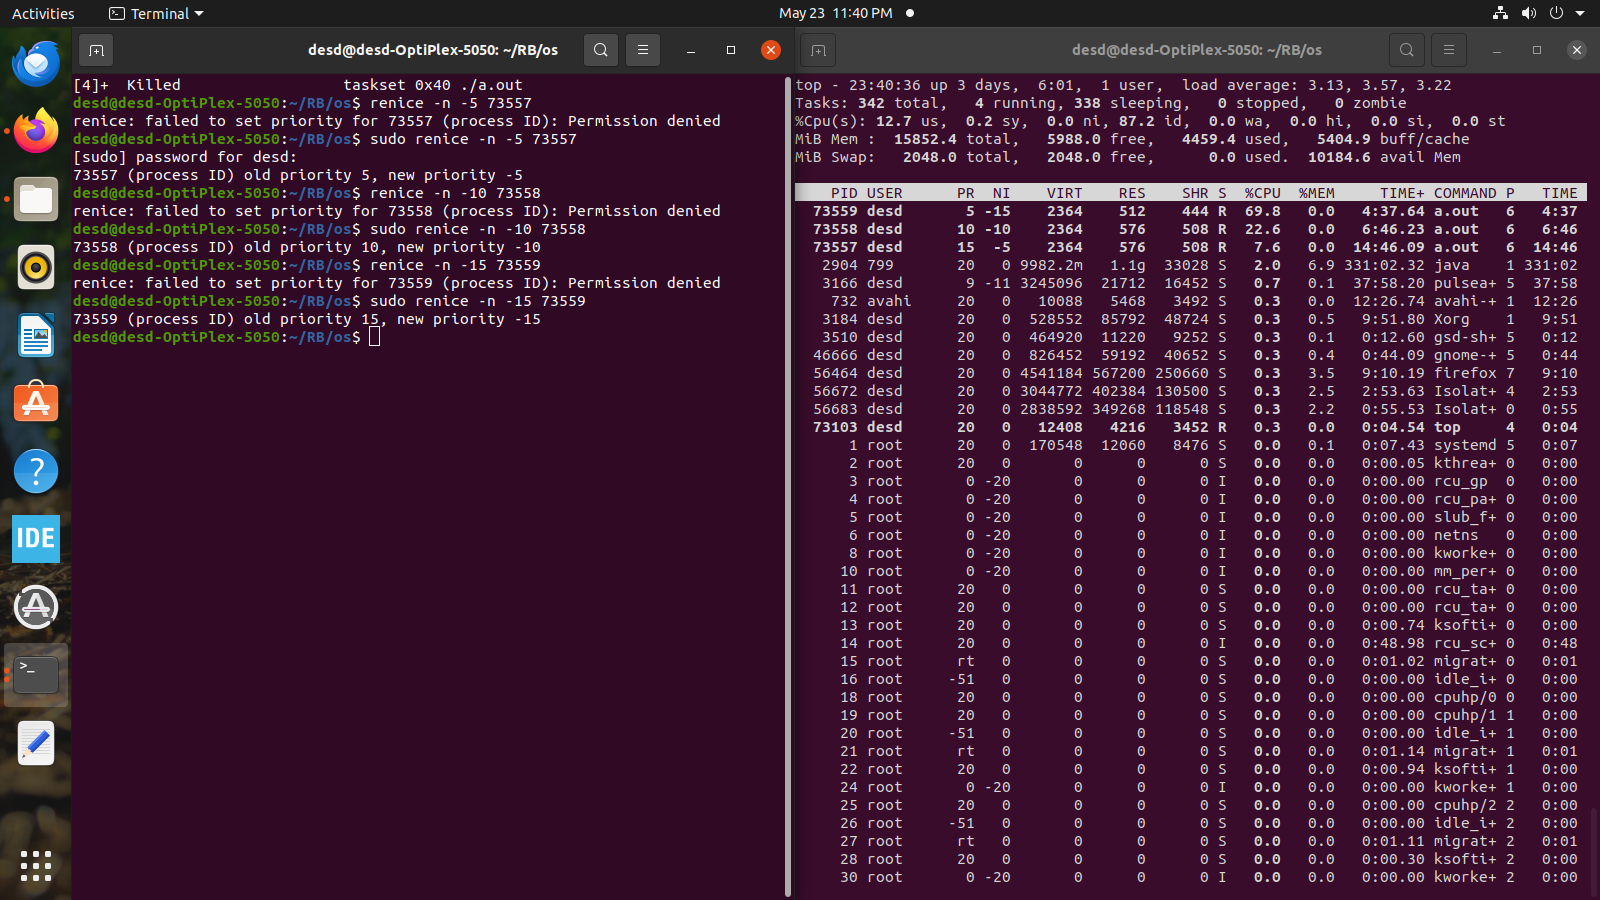 Activities
Terminal
May 23 11:40 PM
desd@desd-OptiPlex-5050: ~/RB/os
desd@desd-OptiPlex-5050: ~/RB/os
[4]+  Killed                  taskset 0x40 ./a.out
desd@desd-OptiPlex-5050:~/RB/os$ renice -n -5 73557
renice: failed to set priority for 73557 (process ID): Permission denied
desd@desd-OptiPlex-5050:~/RB/os$ sudo renice -n -5 73557
[sudo] password for desd:
73557 (process ID) old priority 5, new priority -5
desd@desd-OptiPlex-5050:~/RB/os$ renice -n -10 73558
renice: failed to set priority for 73558 (process ID): Permission denied
desd@desd-OptiPlex-5050:~/RB/os$ sudo renice -n -10 73558
73558 (process ID) old priority 10, new priority -10
desd@desd-OptiPlex-5050:~/RB/os$ renice -n -15 73559
renice: failed to set priority for 73559 (process ID): Permission denied
desd@desd-OptiPlex-5050:~/RB/os$ sudo renice -n -15 73559
73559 (process ID) old priority 15, new priority -15
desd@desd-OptiPlex-5050:~/RB/os$
top - 23:40:36 up 3 days,  6:01,  1 user,  load average: 3.13, 3.57, 3.22
Tasks: 342 total,   4 running, 338 sleeping,   0 stopped,   0 zombie
%Cpu(s): 12.7 us,  0.2 sy,  0.0 ni, 87.2 id,  0.0 wa,  0.0 hi,  0.0 si,  0.0 st
MiB Mem :  15852.4 total,   5988.0 free,   4459.4 used,   5404.9 buff/cache
MiB Swap:   2048.0 total,   2048.0 free,      0.0 used.  10184.6 avail Mem
PID USER PR NI VIRT RES SHR S %CPU %MEM TIME+ COMMAND P TIME
73559 desd 5 -15 2364 512 444 R 69.8 0.0 4:37.64 a.out 6 4:37
73558 desd 10 -10 2364 576 508 R 22.6 0.0 6:46.23 a.out 6 6:46
73557 desd 15 -5 2364 576 508 R 7.6 0.0 14:46.09 a.out 6 14:46
2904 799 20 0 9982.2m 1.1g 33028 S 2.0 6.9 331:02.32 java 1 331:02
3166 desd 9 -11 3245096 21712 16452 S 0.7 0.1 37:58.20 pulsea+ 5 37:58
732 avahi 20 0 10088 5468 3492 S 0.3 0.0 12:26.74 avahi-+ 1 12:26
3184 desd 20 0 528552 85792 48724 S 0.3 0.5 9:51.80 Xorg 1 9:51
3510 desd 20 0 464920 11220 9252 S 0.3 0.1 0:12.60 gsd-sh+ 5 0:12
46666 desd 20 0 826452 59192 40652 S 0.3 0.4 0:44.09 gnome-+ 5 0:44
56464 desd 20 0 4541184 567200 250660 S 0.3 3.5 9:10.19 firefox 7 9:10
56672 desd 20 0 3044772 402384 130500 S 0.3 2.5 2:53.63 Isolat+ 4 2:53
56683 desd 20 0 2838592 349268 118548 S 0.3 2.2 0:55.53 Isolat+ 0 0:55
73103 desd 20 0 12408 4216 3452 R 0.3 0.0 0:04.54 top 4 0:04
1 root 20 0 170548 12060 8476 S 0.0 0.1 0:07.43 systemd 5 0:07
2 root 20 0 0 0 0 S 0.0 0.0 0:00.05 kthrea+ 0 0:00
3 root 0 -20 0 0 0 I 0.0 0.0 0:00.00 rcu_gp 0 0:00
4 root 0 -20 0 0 0 I 0.0 0.0 0:00.00 rcu_pa+ 0 0:00
5 root 0 -20 0 0 0 I 0.0 0.0 0:00.00 slub_f+ 0 0:00
6 root 0 -20 0 0 0 I 0.0 0.0 0:00.00 netns 0 0:00
8 root 0 -20 0 0 0 I 0.0 0.0 0:00.00 kworke+ 0 0:00
10 root 0 -20 0 0 0 I 0.0 0.0 0:00.00 mm_per+ 0 0:00
11 root 20 0 0 0 0 S 0.0 0.0 0:00.00 rcu_ta+ 0 0:00
12 root 20 0 0 0 0 S 0.0 0.0 0:00.00 rcu_ta+ 0 0:00
13 root 20 0 0 0 0 S 0.0 0.0 0:00.74 ksofti+ 0 0:00
14 root 20 0 0 0 0 I 0.0 0.0 0:48.98 rcu_sc+ 0 0:48
15 root rt 0 0 0 0 S 0.0 0.0 0:01.02 migrat+ 0 0:01
16 root -51 0 0 0 0 S 0.0 0.0 0:00.00 idle_i+ 0 0:00
18 root 20 0 0 0 0 S 0.0 0.0 0:00.00 cpuhp/0 0 0:00
19 root 20 0 0 0 0 S 0.0 0.0 0:00.00 cpuhp/1 1 0:00
20 root -51 0 0 0 0 S 0.0 0.0 0:00.00 idle_i+ 1 0:00
21 root rt 0 0 0 0 S 0.0 0.0 0:01.14 migrat+ 1 0:01
22 root 20 0 0 0 0 S 0.0 0.0 0:00.94 ksofti+ 1 0:00
24 root 0 -20 0 0 0 I 0.0 0.0 0:00.00 kworke+ 1 0:00
25 root 20 0 0 0 0 S 0.0 0.0 0:00.00 cpuhp/2 2 0:00
26 root -51 0 0 0 0 S 0.0 0.0 0:00.00 idle_i+ 2 0:00
27 root rt 0 0 0 0 S 0.0 0.0 0:01.11 migrat+ 2 0:01
28 root 20 0 0 0 0 S 0.0 0.0 0:00.30 ksofti+ 2 0:00
30 root 0 -20 0 0 0 I 0.0 0.0 0:00.00 kworke+ 2 0:00
IDE